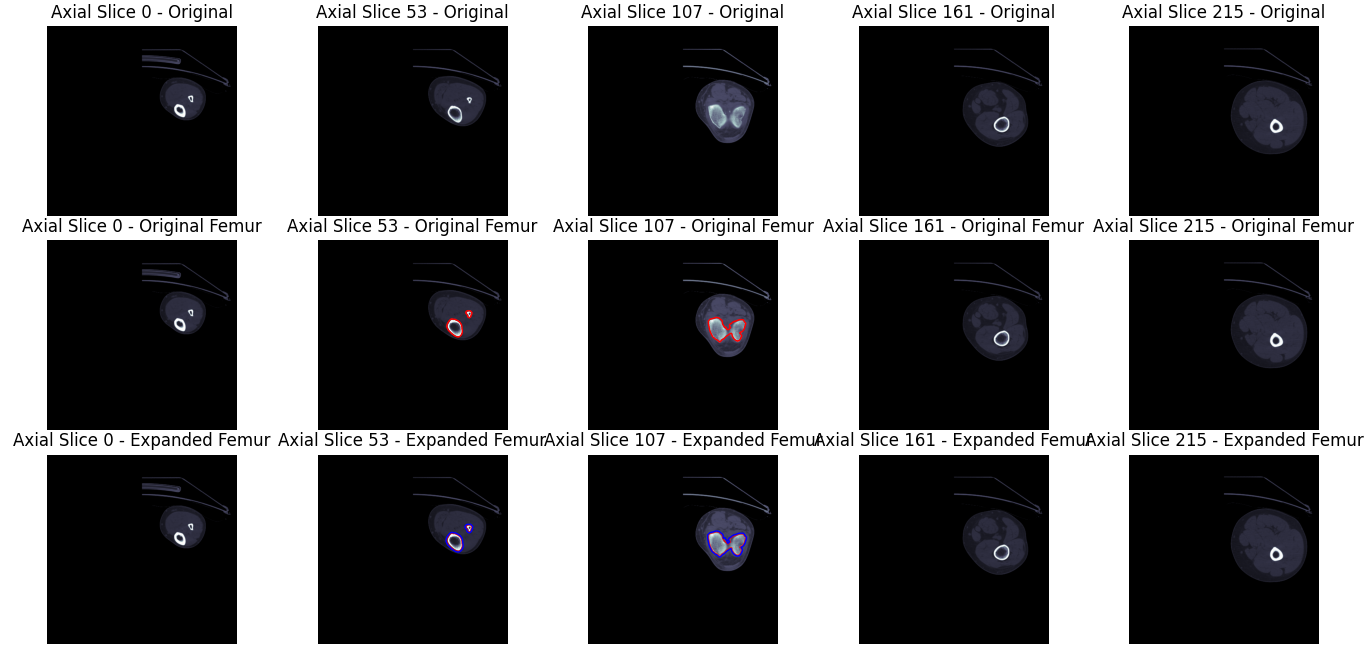 Axial Slice 0 - Original
Axial Slice 53 - Original
Axial Slice 107 - Original
Axial Slice 161 - Original
Axial Slice 215 - Original
Axial Slice 0 - Original Femur
Axial Slice 53 - Original Femur
Axial Slice 107 - Original Femur
Axial Slice 161 - Original Femur
Axial Slice 215 - Original Femur
Axial Slice 0 - Expanded Femur
Axial Slice 53 - Expanded Femur
Axial Slice 107 - Expanded Femur
Axial Slice 161 - Expanded Femur
Axial Slice 215 - Expanded Femur